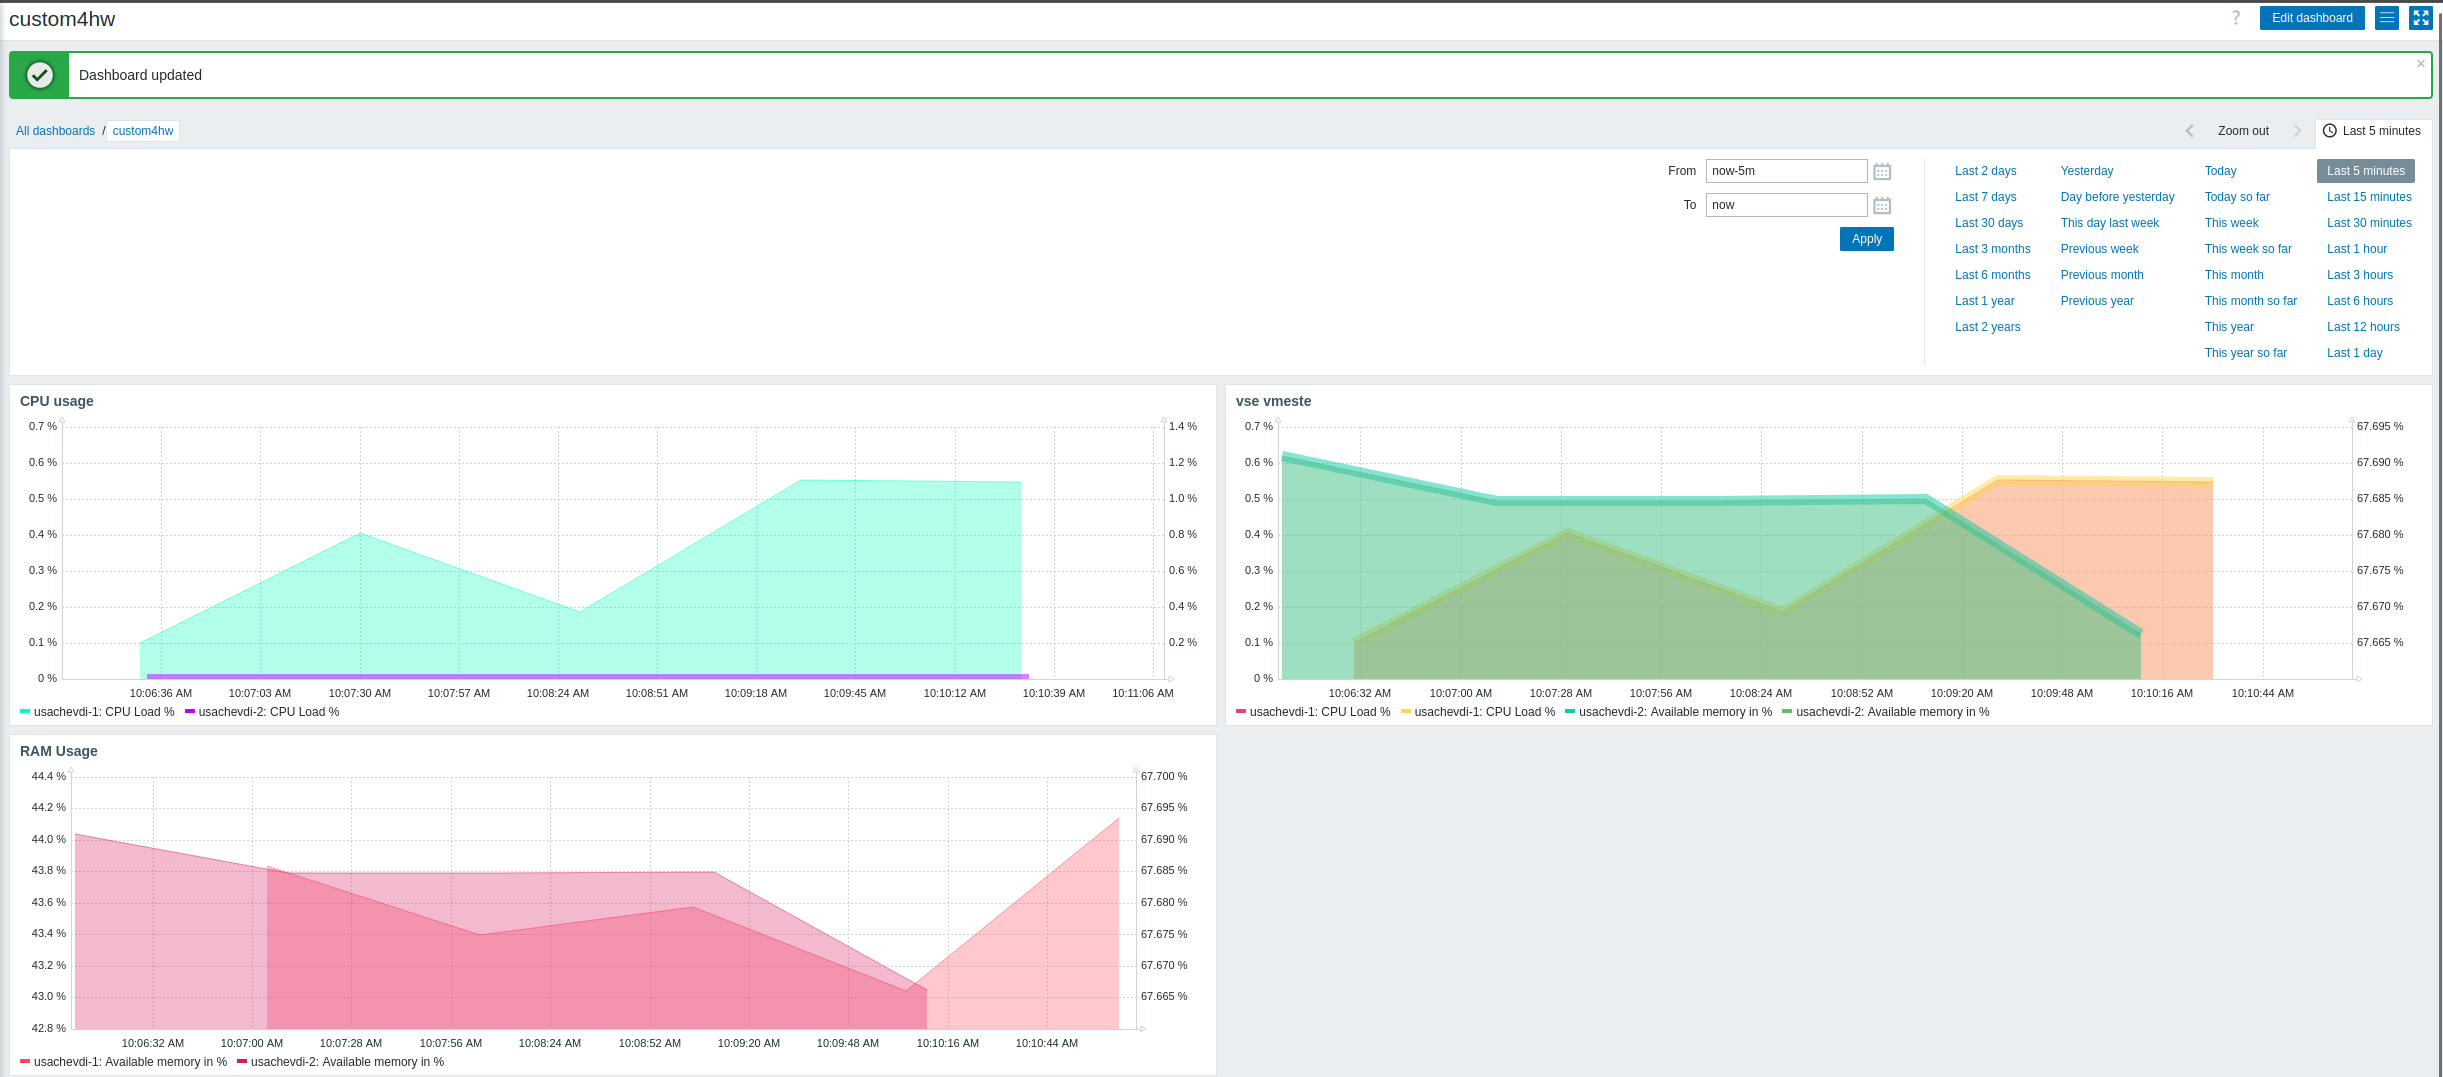 custom4hw
? Edit dashboard
Dashboard updated
×
All dashboards / custom4hw
Zoom out Last 5 minutes
From now-5m
To now
Apply
Last 2 days Yesterday Today Last 5 minutes
Last 7 days Day before yesterday Today so far Last 15 minutes
Last 30 days This day last week This week Last 30 minutes
Last 3 months Previous week This week so far Last 1 hour
Last 6 months Previous month This month Last 3 hours
Last 1 year Previous year This month so far Last 6 hours
Last 2 years This year Last 12 hours
This year so far Last 1 day
CPU usage
0.7 % 1.4 %
0.6 % 1.2 %
0.5 % 1.0 %
0.4 % 0.8 %
0.3 % 0.6 %
0.2 % 0.4 %
0.1 % 0.2 %
0 %
10:06:36 AM 10:07:03 AM 10:07:30 AM 10:07:57 AM 10:08:24 AM 10:08:51 AM 10:09:18 AM 10:09:45 AM 10:10:12 AM 10:10:39 AM 10:11:06 AM
usachevdi-1: CPU Load % usachevdi-2: CPU Load %
vse vmeste
0.7 % 67.695 %
0.6 % 67.690 %
0.5 % 67.685 %
0.4 % 67.680 %
0.3 % 67.675 %
0.2 % 67.670 %
0.1 % 67.665 %
0 %
10:06:32 AM 10:07:00 AM 10:07:28 AM 10:07:56 AM 10:08:24 AM 10:08:52 AM 10:09:20 AM 10:09:48 AM 10:10:16 AM 10:10:44 AM
usachevdi-1: CPU Load % usachevdi-1: CPU Load % usachevdi-2: Available memory in % usachevdi-2: Available memory in %
RAM Usage
44.4 % 67.700 %
44.2 % 67.695 %
44.0 % 67.690 %
43.8 % 67.685 %
43.6 % 67.680 %
43.4 % 67.675 %
43.2 % 67.670 %
43.0 % 67.665 %
42.8 %
10:06:32 AM 10:07:00 AM 10:07:28 AM 10:07:56 AM 10:08:24 AM 10:08:52 AM 10:09:20 AM 10:09:48 AM 10:10:16 AM 10:10:44 AM
usachevdi-1: Available memory in % usachevdi-2: Available memory in %